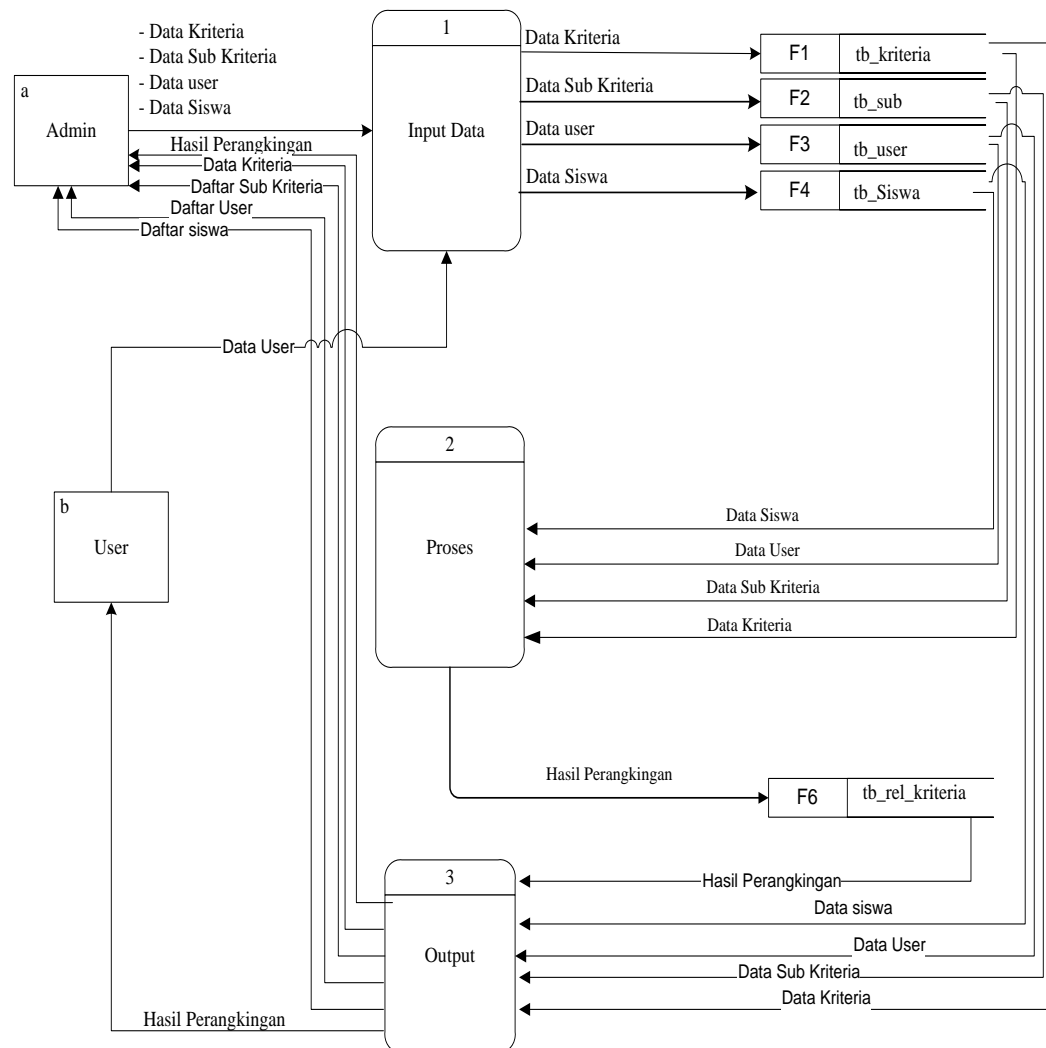 - Data Kriteria
- Data Sub Kriteria
- Data user
- Data Siswa
a
Admin
Hasil Perangkingan
Data Kriteria
Daftar Sub Kriteria
Daftar User
Daftar siswa
1
Input Data
Data Kriteria
Data Sub Kriteria
Data user
Data Siswa
F1 tb_kriteria
F2 tb_sub
F3 tb_user
F4 tb_Siswa
Data User
b
User
2
Proses
Data Siswa
Data User
Data Sub Kriteria
Data Kriteria
Hasil Perangkingan
F6 tb_rel_kriteria
3
Output
Hasil Perangkingan
Data siswa
Data User
Data Sub Kriteria
Data Kriteria
Hasil Perangkingan